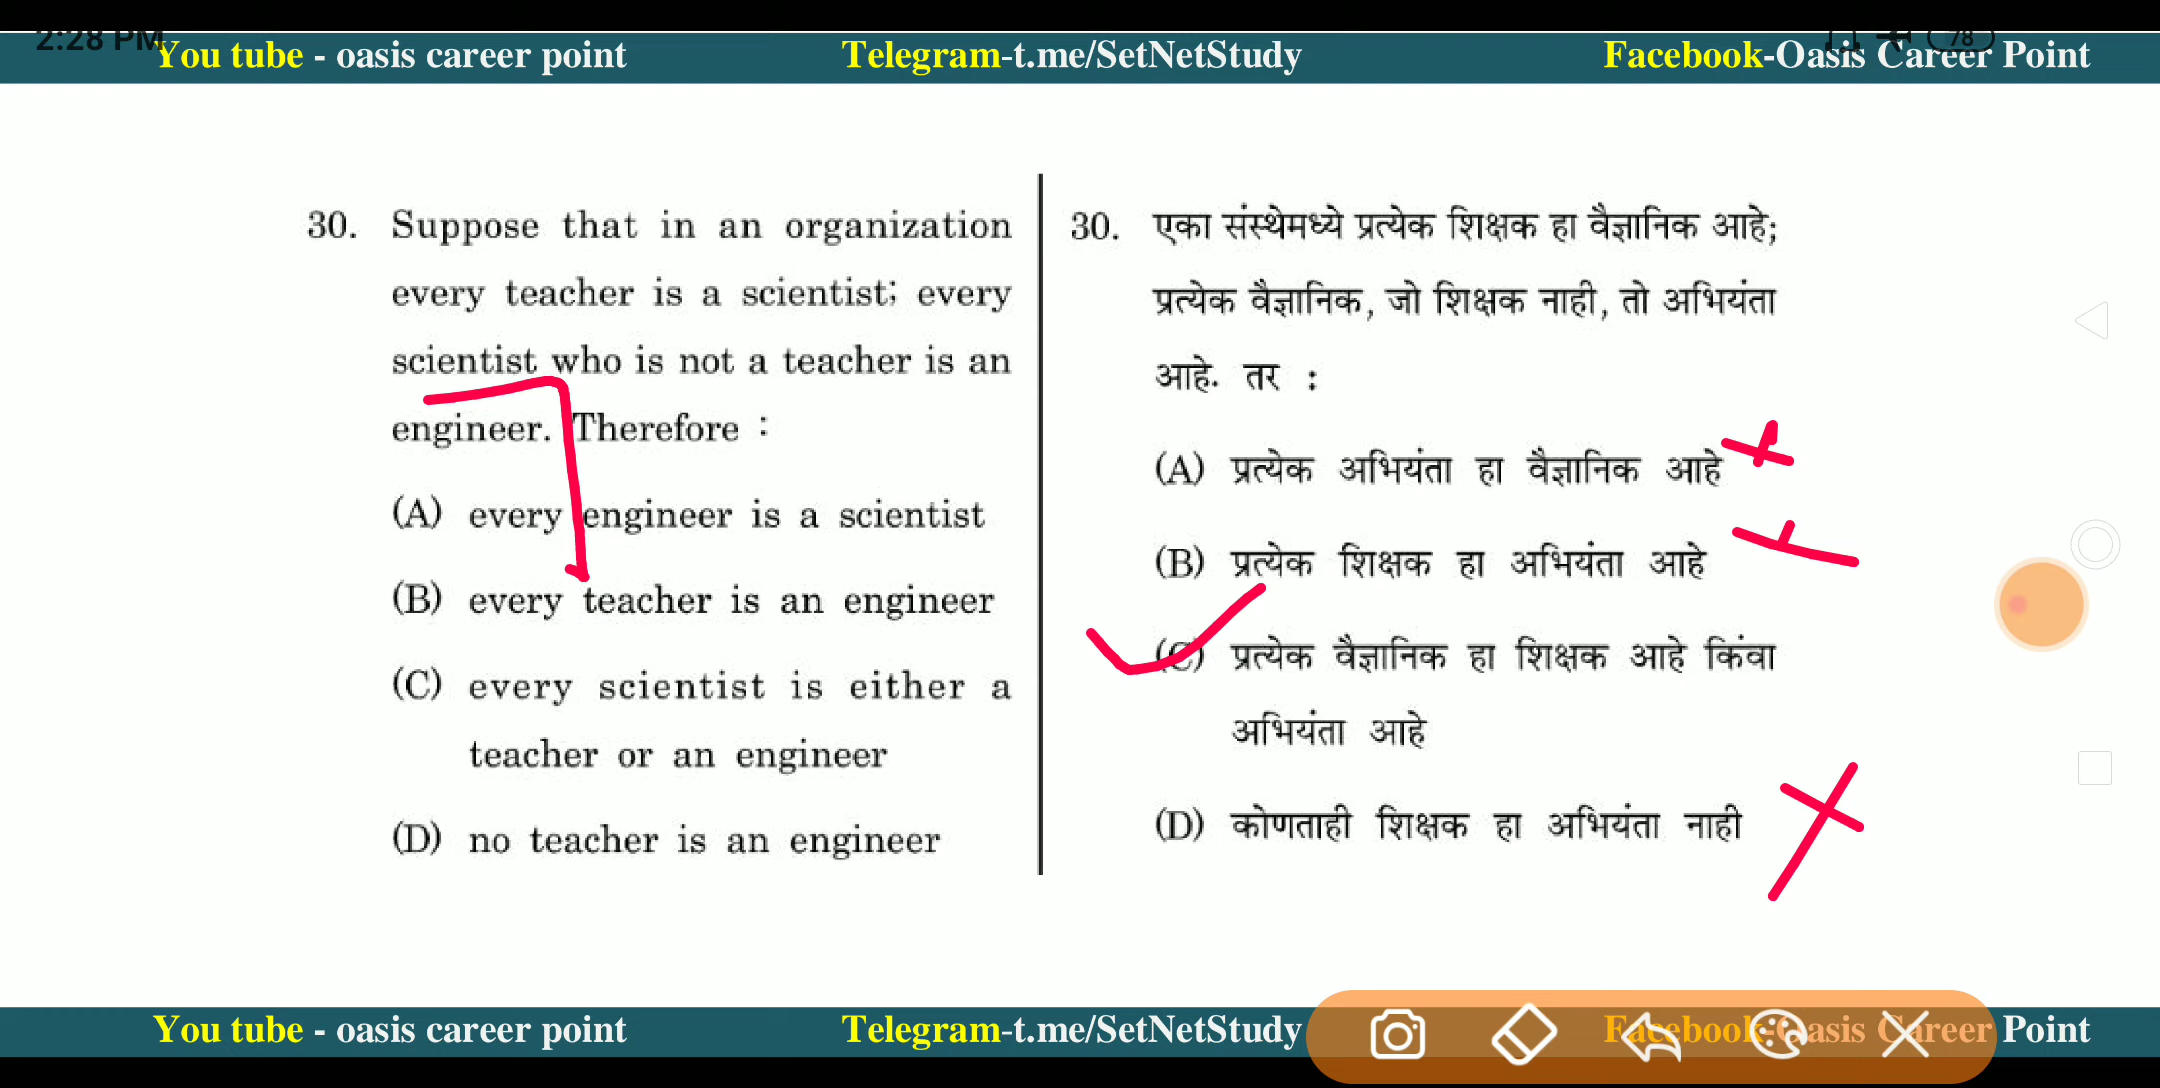 2:28 PM
78
You tube - oasis career point
Telegram-t.me/SetNetStudy
Facebook-Oasis Career Point
30. Suppose that in an organization
every teacher is a scientist; every
scientist who is not a teacher is an
engineer. Therefore :
(A) every engineer is a scientist
(B) every teacher is an engineer
(C) every scientist is either a
teacher or an engineer
(D) no teacher is an engineer
30. एका संस्थेमध्ये प्रत्येक शिक्षक हा वैज्ञानिक आहे;
प्रत्येक वैज्ञानिक, जो शिक्षक नाही, तो अभियंता
आहे. तर :
(A) प्रत्येक अभियंता हा वैज्ञानिक आहे
(B) प्रत्येक शिक्षक हा अभियंता आहे
(C) प्रत्येक वैज्ञानिक हा शिक्षक आहे किंवा
अभियंता आहे
(D) कोणताही शिक्षक हा अभियंता नाही
You tube - oasis career point
Telegram-t.me/SetNetStudy
Facebook-Oasis Career Point